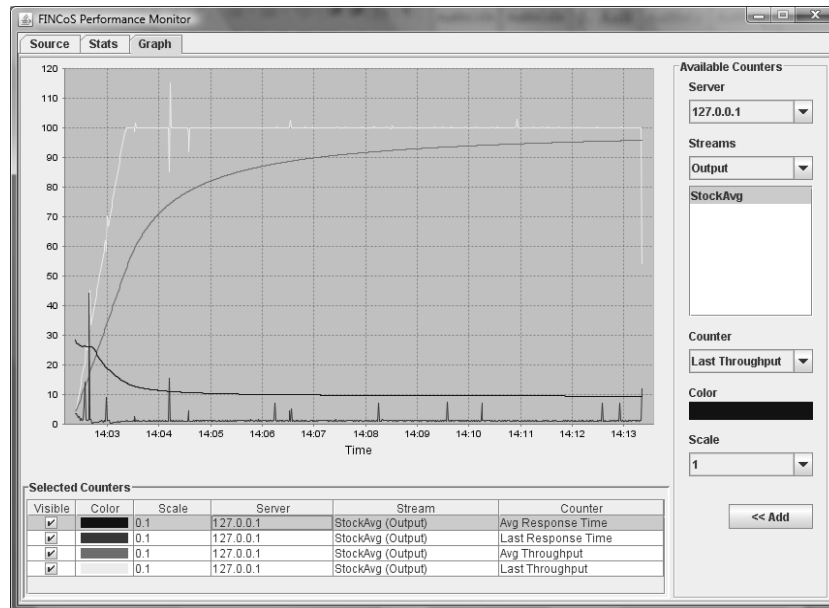 FINCoS Performance Monitor
Source Stats Graph
120
110
100
90
80
70
60
50
40
30
20
10
0
14:03 14:04 14:05 14:06 14:07 14:08 14:09 14:10 14:11 14:12 14:13
Time
Available Counters
Server
127.0.0.1
Streams
Output
StockAvg
Counter
Last Throughput
Color
Scale
1
<< Add
Selected Counters
Visible Color Scale Server Stream Counter
0.1 127.0.0.1 StockAvg (Output) Avg Response Time
0.1 127.0.0.1 StockAvg (Output) Last Response Time
0.1 127.0.0.1 StockAvg (Output) Avg Throughput
0.1 127.0.0.1 StockAvg (Output) Last Throughput